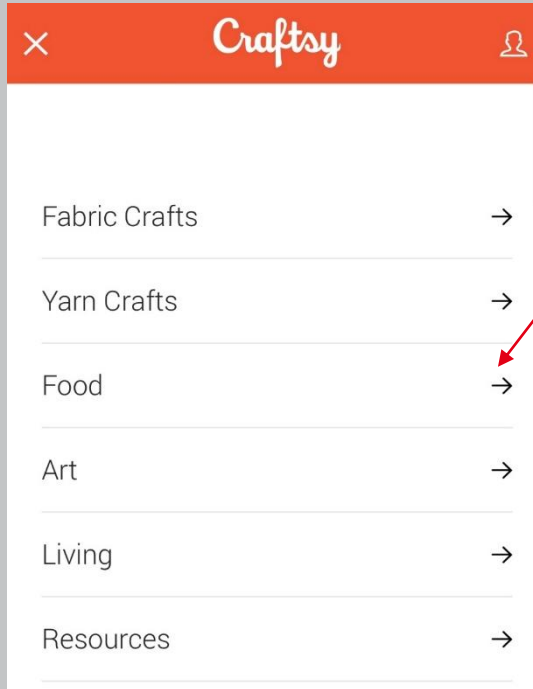 Craftsy
Fabric Crafts
Yarn Crafts
Food
Art
Living
Resources